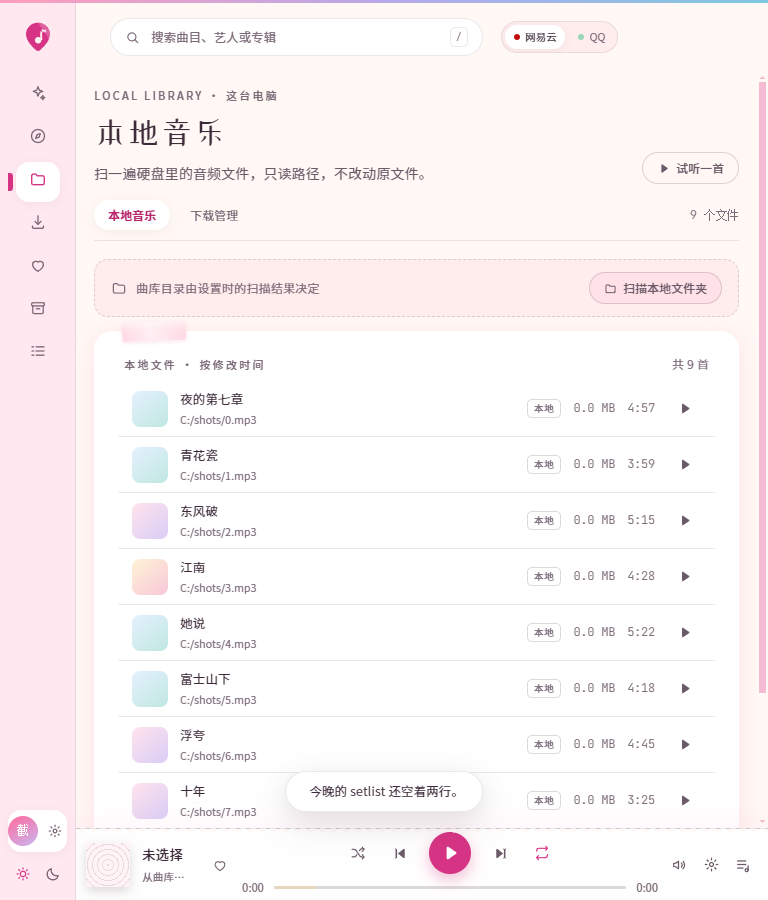 搜索曲目、艺人或专辑 /
网易云 QQ
LOCAL LIBRARY • 这台电脑
本地音乐
扫一遍硬盘里的音频文件，只读路径，不改动原文件。
试听一首
本地音乐 下载管理 9 个文件
曲库目录由设置时的扫描结果决定 扫描本地文件夹
本地文件 • 按修改时间 共 9 首
夜的第七章
C:/shots/0.mp3
本地 0.0 MB 4:57
青花瓷
C:/shots/1.mp3
本地 0.0 MB 3:59
东风破
C:/shots/2.mp3
本地 0.0 MB 5:15
江南
C:/shots/3.mp3
本地 0.0 MB 4:28
她说
C:/shots/4.mp3
本地 0.0 MB 5:22
富士山下
C:/shots/5.mp3
本地 0.0 MB 4:18
浮夸
C:/shots/6.mp3
本地 0.0 MB 4:45
十年
C:/shots/7.mp3
本地 0.0 MB 3:25
今晚的 setlist 还空着两行。
截
未选择
从曲库…
0:00 0:00